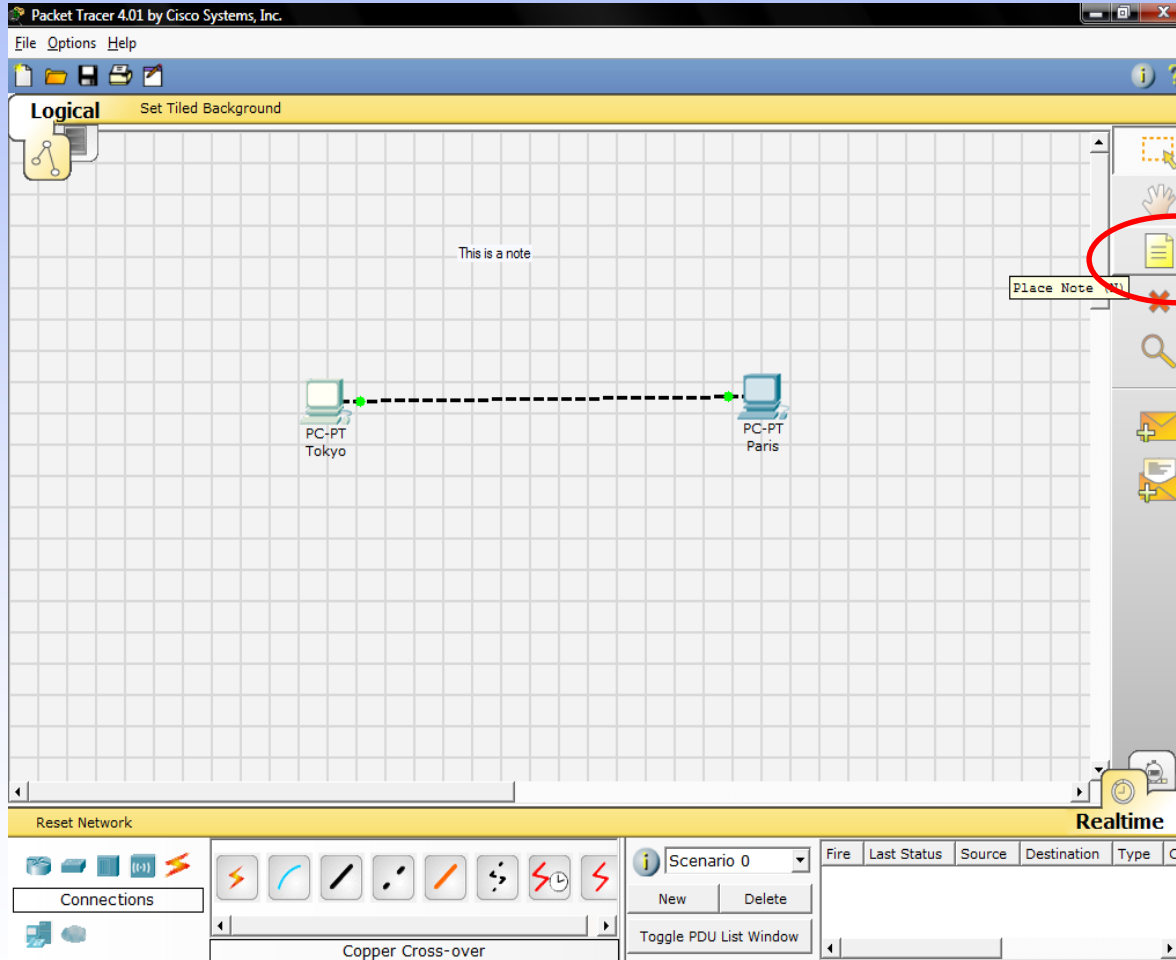 Packet Tracer 4.01 by Cisco Systems, Inc.
File Options Help
Logical Set Tiled Background
This is a note
Place Note (N)
PC-PT
Tokyo
PC-PT
Paris
Reset Network
Realtime
Connections
Copper Cross-over
Scenario 0
New Delete
Toggle PDU List Window
Fire Last Status Source Destination Type C